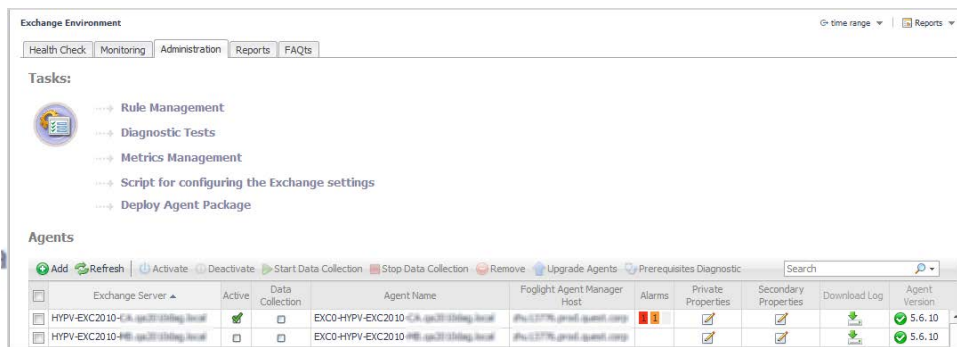 Exchange Environment
time range
Reports
Health Check Monitoring Administration Reports FAQts
Tasks:
Rule Management
Diagnostic Tests
Metrics Management
Script for configuring the Exchange settings
Deploy Agent Package
Agents
Add Refresh Activate Deactivate Start Data Collection Stop Data Collection Remove Upgrade Agents Prerequisites Diagnostic Search
Exchange Server Active Data Collection Agent Name Foglight Agent Manager Host Alarms Private Properties Secondary Properties Download Log Agent Version
HYPV-EXC2010- EXC0-HYPV-EXC2010- 1 1 5.6.10
HYPV-EXC2010- EXC0-HYPV-EXC2010- 5.6.10